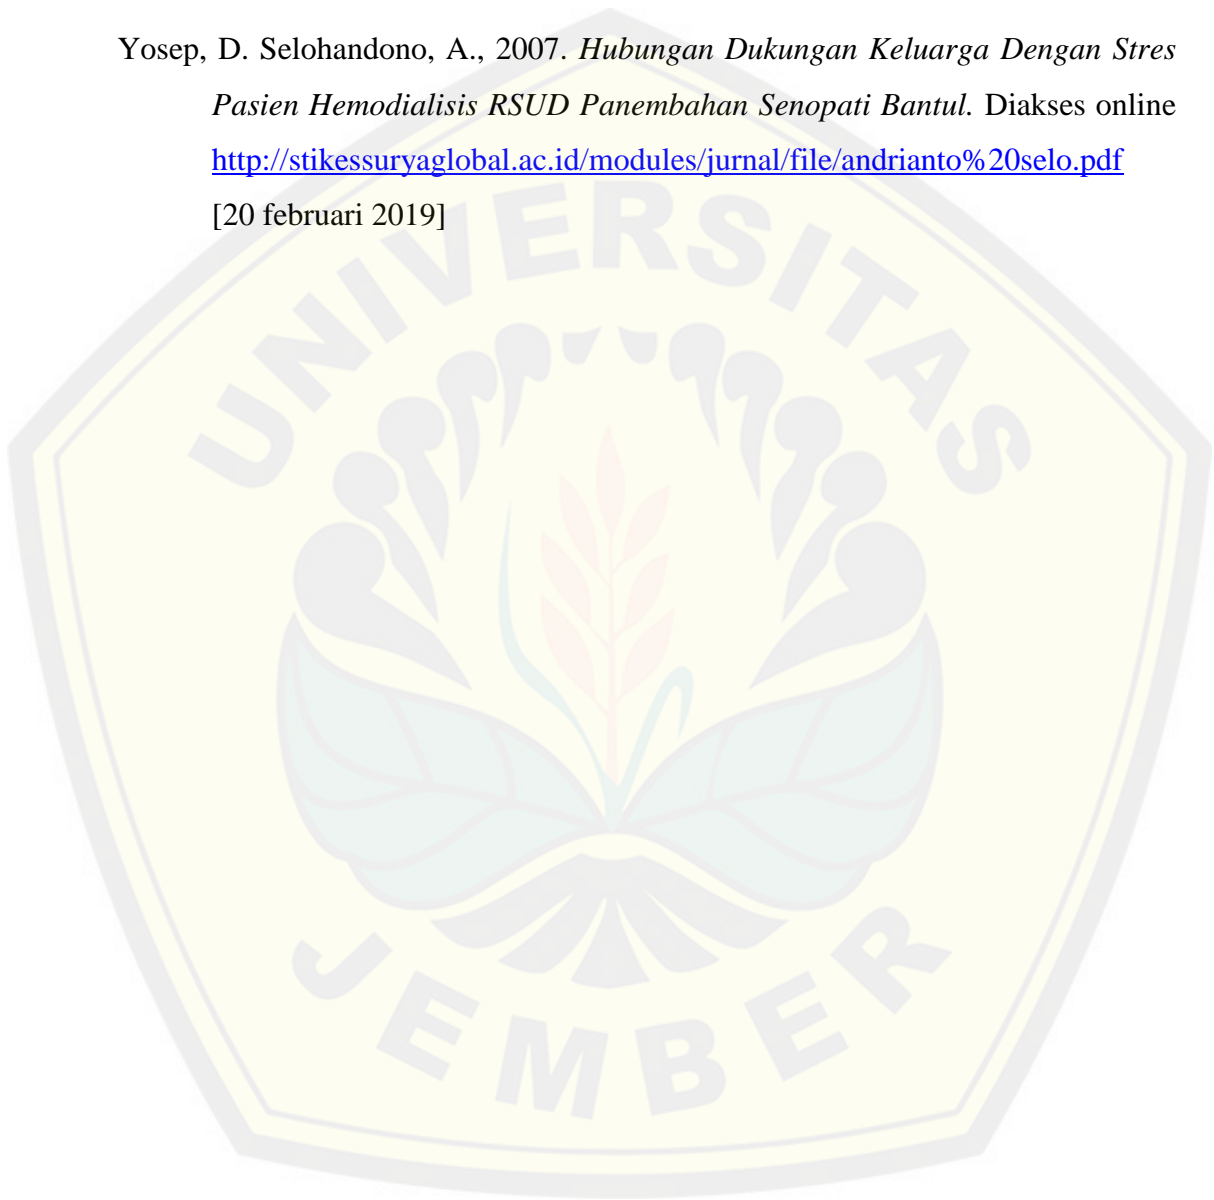 Yosep, D. Selohandono, A., 2007. Hubungan Dukungan Keluarga Dengan Stres
Pasien Hemodialisis RSUD Panembahan Senopati Bantul. Diakses online
http://stikessuryaglobal.ac.id/modules/jurnal/file/andrianto%20selo.pdf
[20 februari 2019]
UNIVERSITAS
JEMBER